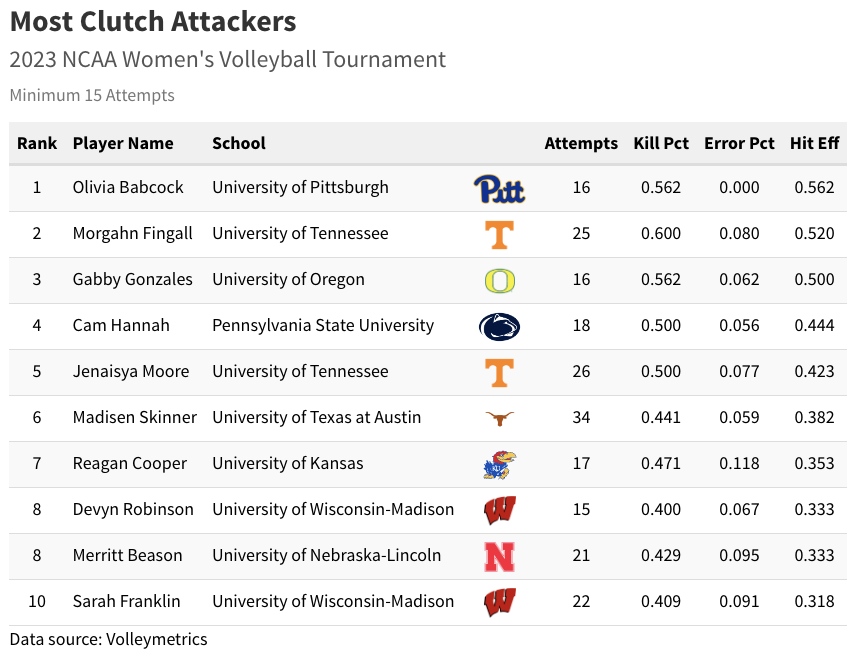 Most Clutch Attackers
2023 NCAA Women's Volleyball Tournament
Minimum 15 Attempts
Rank Player Name School Attempts Kill Pct Error Pct Hit Eff
1 Olivia Babcock University of Pittsburgh Pitt 16 0.562 0.000 0.562
2 Morgahn Fingall University of Tennessee T 25 0.600 0.080 0.520
3 Gabby Gonzales University of Oregon O 16 0.562 0.062 0.500
4 Cam Hannah Pennsylvania State University 18 0.500 0.056 0.444
5 Jenaisya Moore University of Tennessee T 26 0.500 0.077 0.423
6 Madisen Skinner University of Texas at Austin 34 0.441 0.059 0.382
7 Reagan Cooper University of Kansas KU 17 0.471 0.118 0.353
8 Devyn Robinson University of Wisconsin-Madison W 15 0.400 0.067 0.333
8 Merritt Beason University of Nebraska-Lincoln N 21 0.429 0.095 0.333
10 Sarah Franklin University of Wisconsin-Madison W 22 0.409 0.091 0.318
Data source: Volleymetrics